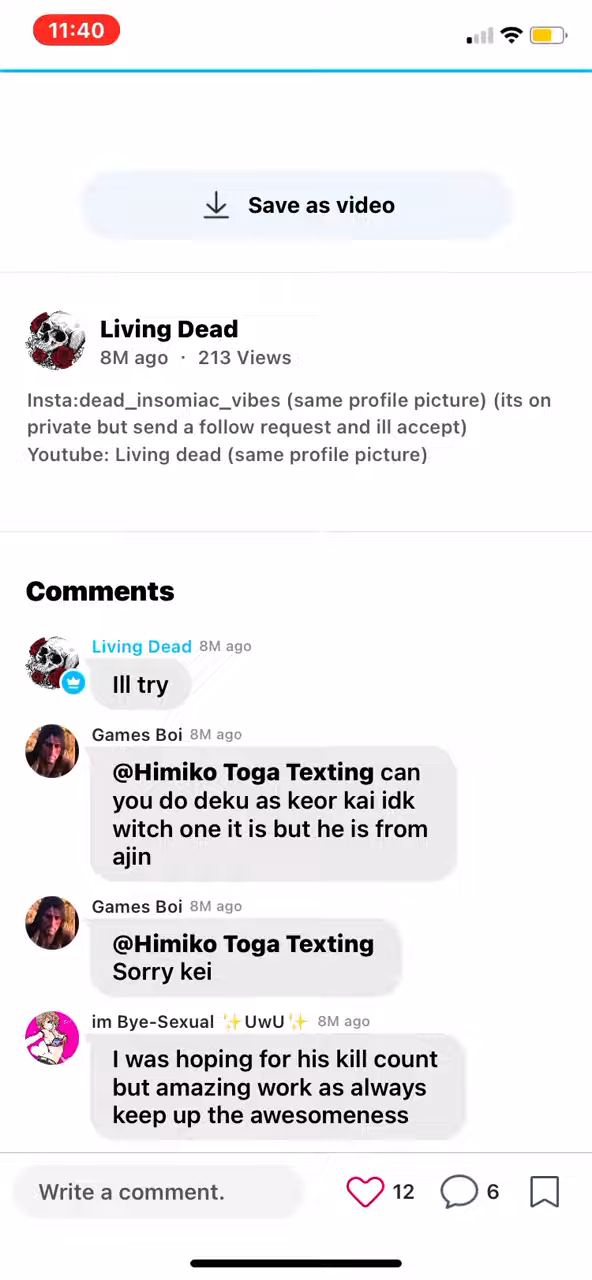 11:40
Save as video
Living Dead
8M ago · 213 Views
Insta:dead_insomiac_vibes (same profile picture) (its on
private but send a follow request and ill accept)
Youtube: Living dead (same profile picture)
Comments
Living Dead 8M ago
Ill try
Games Boi 8M ago
@Himiko Toga Texting can
you do deku as keor kai idk
witch one it is but he is from
ajin
Games Boi 8M ago
@Himiko Toga Texting
Sorry kei
im Bye-Sexual ✨UwU✨ 8M ago
I was hoping for his kill count
but amazing work as always
keep up the awesomeness
Write a comment. 12 6